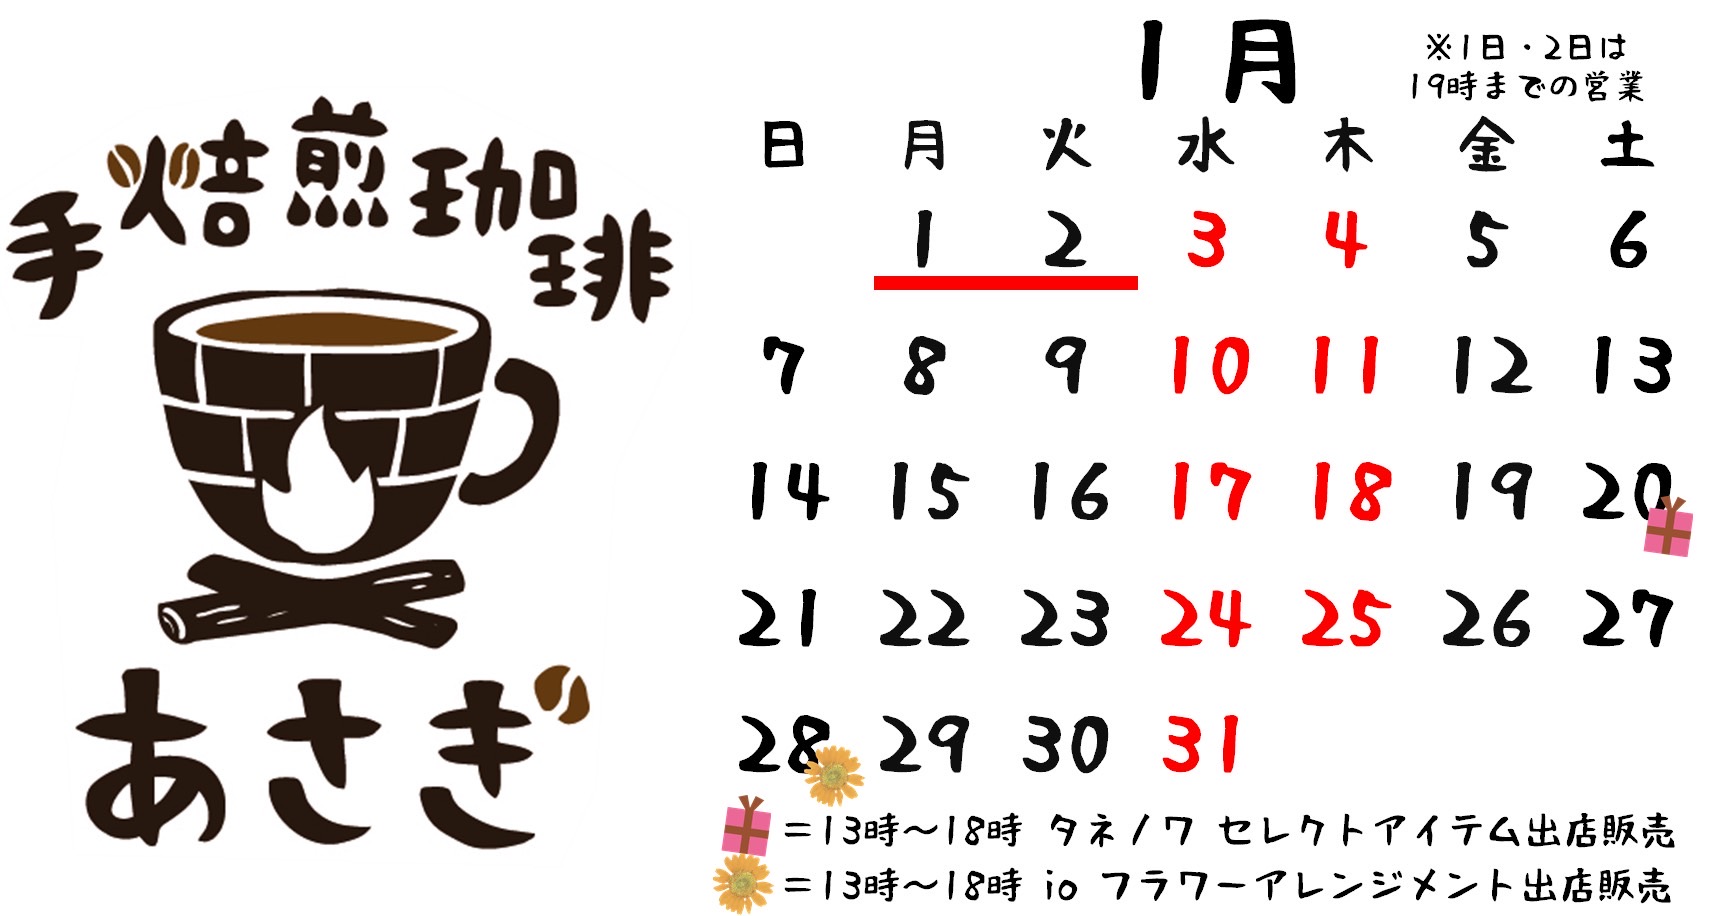 手焙煎珈琲
あさぎ
1月
※1日・2日は
19時までの営業
日 月 火 水 木 金 土
1 2 3 4 5 6
7 8 9 10 11 12 13
14 15 16 17 18 19 20
21 22 23 24 25 26 27
28 29 30 31
=13時～18時 タネノワ セレクトアイテム出店販売
=13時～18時 io フラワーアレンジメント出店販売